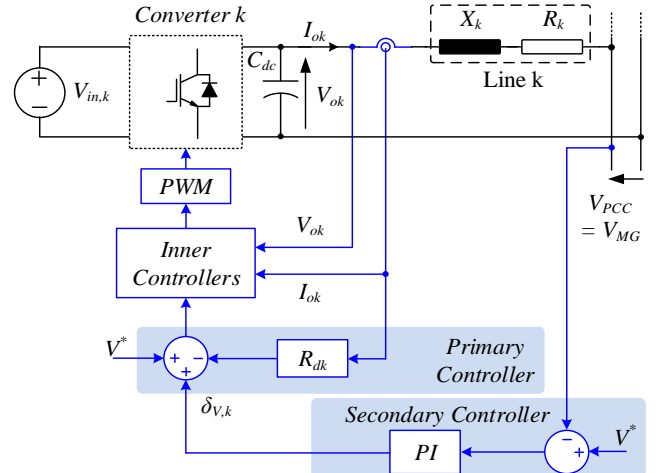 Converter k
I_ok
X_k
R_k
C_dc
Line k
V_in,k
V_ok
PWM
V_PCC
= V_MG
V_ok
Inner
Controllers
I_ok
V^*
+
-
+
R_dk
Primary
Controller
δ_V,k
Secondary Controller
PI
-
+
V^*